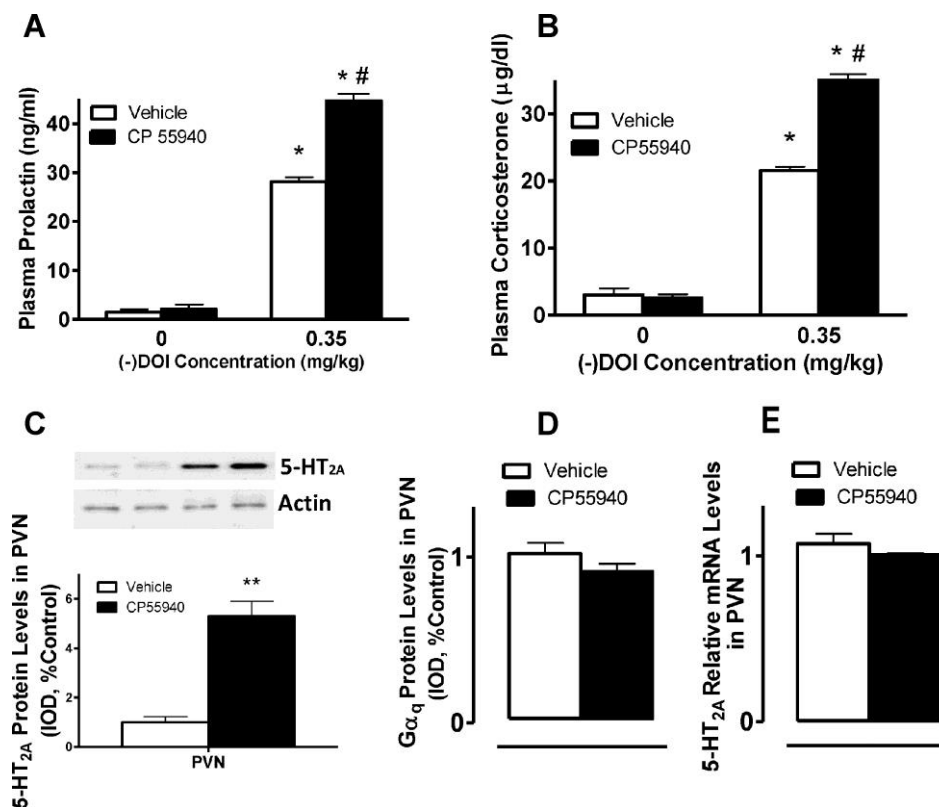 A
Plasma Prolactin (ng/ml)
40
30
20
10
0
Vehicle
CP 55940
*
* #
0
0.35
(-)DOI Concentration (mg/kg)
B
Plasma Corticosterone (μg/dl)
30
20
10
0
Vehicle
CP55940
*
* #
0
0.35
(-)DOI Concentration (mg/kg)
C
5-HT2A
Actin
5-HT2A Protein Levels in PVN
(IOD, %Control)
6
4
2
0
Vehicle
CP55940
**
PVN
D
Gαq Protein Levels in PVN
(IOD, %Control)
1
0
Vehicle
CP55940
E
5-HT2A Relative mRNA Levels
in PVN
1
0
Vehicle
CP55940